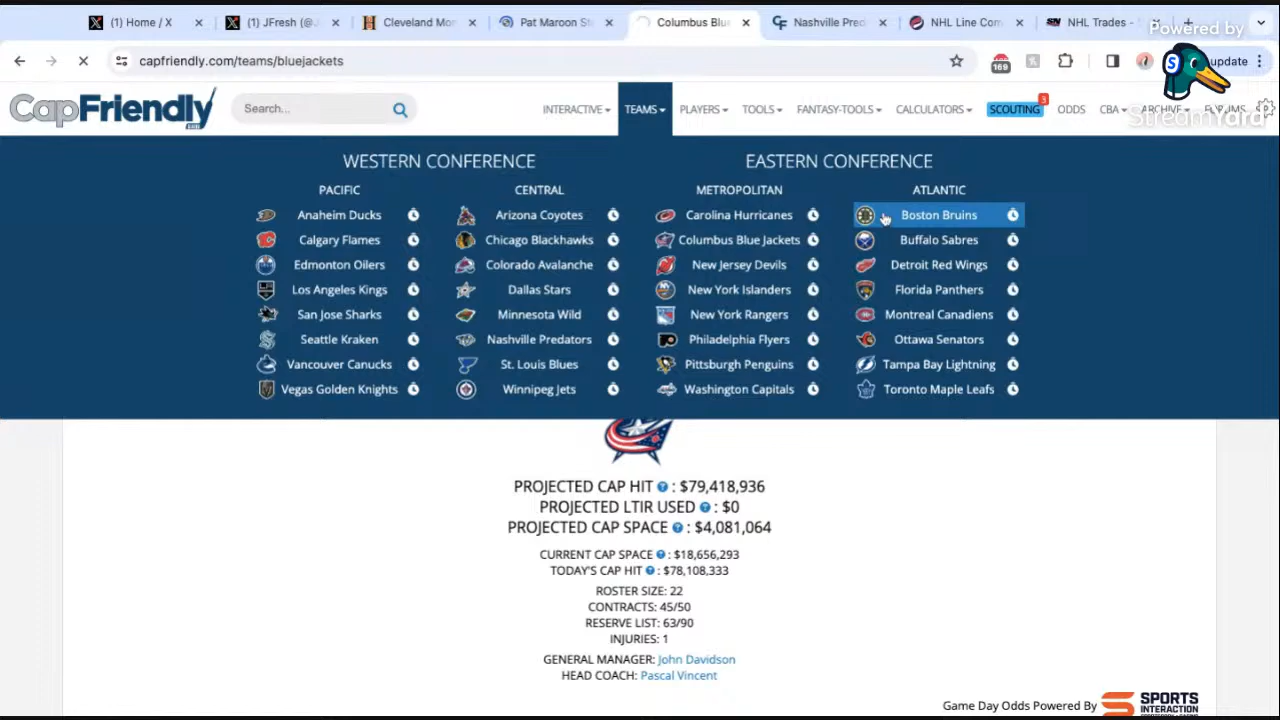 (1) Home / X
(1) JFresh (@J
Cleveland Mo
Pat Maroon St
Columbus Blu
Nashville Pred
NHL Line Com
NHL Trades -
Powered by
capfriendly.com/teams/bluejackets
169
update
CapFriendly
Search...
INTERACTIVE
TEAMS
PLAYERS
TOOLS
FANTASY-TOOLS
CALCULATORS
SCOUTING
3
ODDS
CBA
ARCHIVE
FORUMS
StreamYard
WESTERN CONFERENCE
EASTERN CONFERENCE
PACIFIC
CENTRAL
METROPOLITAN
ATLANTIC
Anaheim Ducks
Arizona Coyotes
Carolina Hurricanes
Boston Bruins
Calgary Flames
Chicago Blackhawks
Columbus Blue Jackets
Buffalo Sabres
Edmonton Oilers
Colorado Avalanche
New Jersey Devils
Detroit Red Wings
Los Angeles Kings
Dallas Stars
New York Islanders
Florida Panthers
San Jose Sharks
Minnesota Wild
New York Rangers
Montreal Canadiens
Seattle Kraken
Nashville Predators
Philadelphia Flyers
Ottawa Senators
Vancouver Canucks
St. Louis Blues
Pittsburgh Penguins
Tampa Bay Lightning
Vegas Golden Knights
Winnipeg Jets
Washington Capitals
Toronto Maple Leafs
PROJECTED CAP HIT : $79,418,936
PROJECTED LTIR USED : $0
PROJECTED CAP SPACE : $4,081,064
CURRENT CAP SPACE : $18,656,293
TODAY'S CAP HIT : $78,108,333
ROSTER SIZE: 22
CONTRACTS: 45/50
RESERVE LIST: 63/90
INJURIES: 1
GENERAL MANAGER: John Davidson
HEAD COACH: Pascal Vincent
Game Day Odds Powered By
SPORTS
INTERACTION